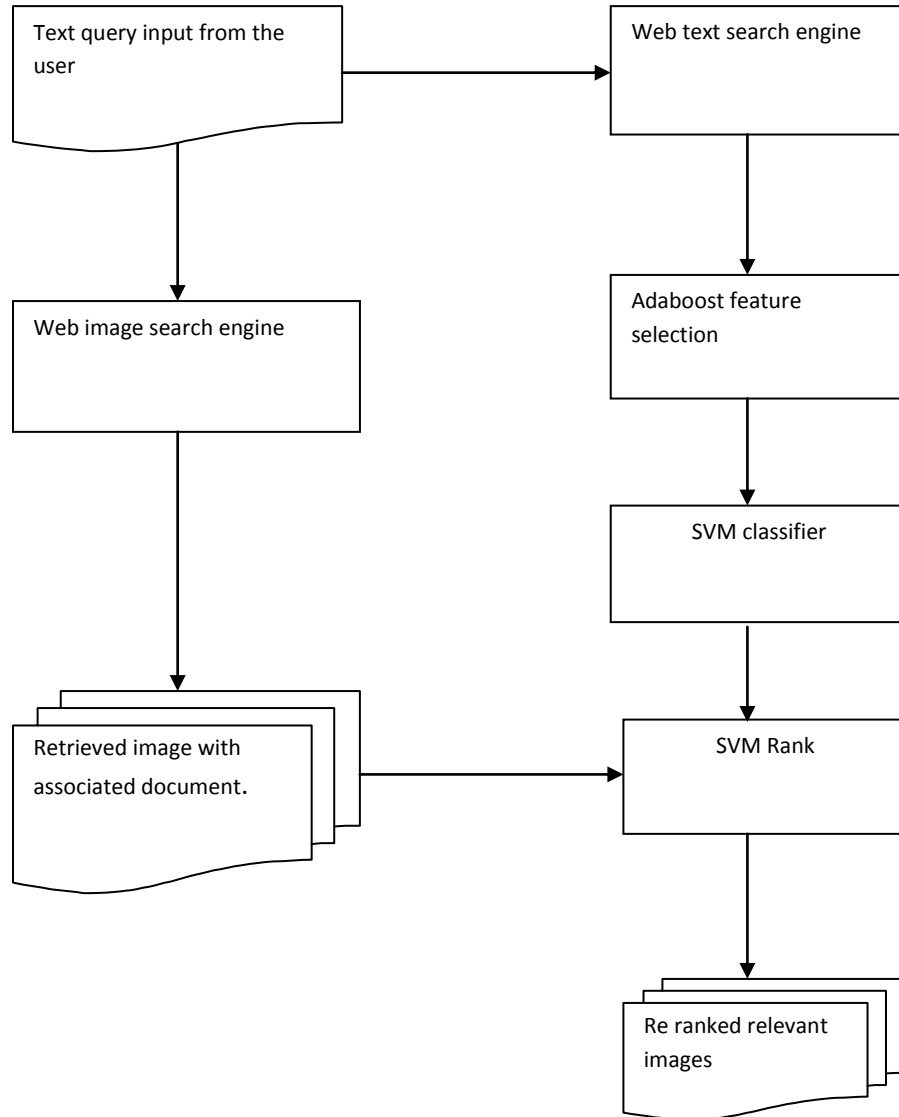 Text query input from the
user
Web text search engine
Web image search engine
Adaboost feature
selection
SVM classifier
Retrieved image with
associated document.
SVM Rank
Re ranked relevant
images